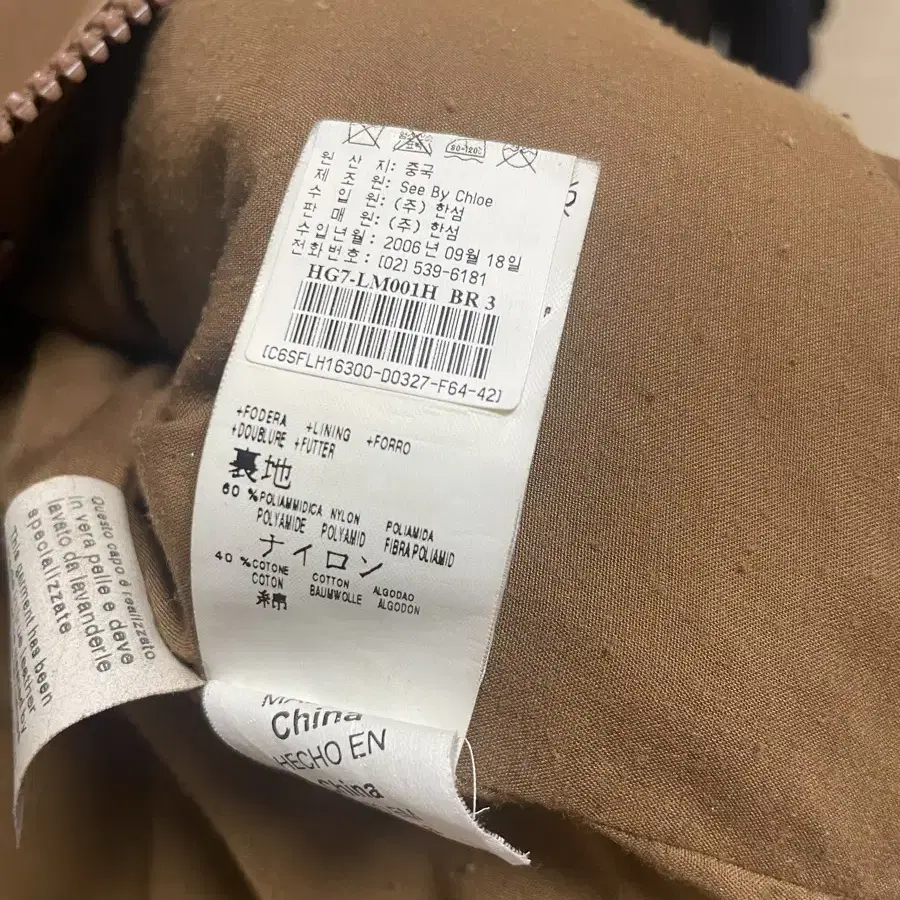 80-120℃
원 산 지: 중국
제 조 원: See By Chloe
수 입 원: (주) 한섬
판 매 원: (주) 한섬
수입년월: 2006년 09월 18일
전화번호: [02] 539-6181
HG7-LM001H BR 3
[C6SFLH16300-D0327-F64-42]
+FODERA +LINING +FORRO
+DOUBLURE +FUTTER
裏地
60 % POLIAMMIDICA NYLON POLIAMIDA
POLYAMIDE POLYAMID FIBRA POLIAMID
ナイロン
40 % COTONE COTTON ALGODAO
COTON BAUMWOLLE ALGODON
綿
China
HECHO EN
China
Questo capo è realizzato
in vera pelle e deve
lavato da lavanderie
specializzate
This garment has been
leather
by